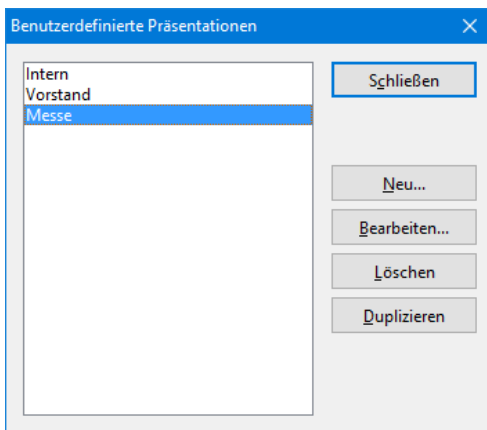 Benutzerdefinierte Präsentationen
Intern
Vorstand
Messe
Schließen
Neu...
Bearbeiten...
Löschen
Duplizieren